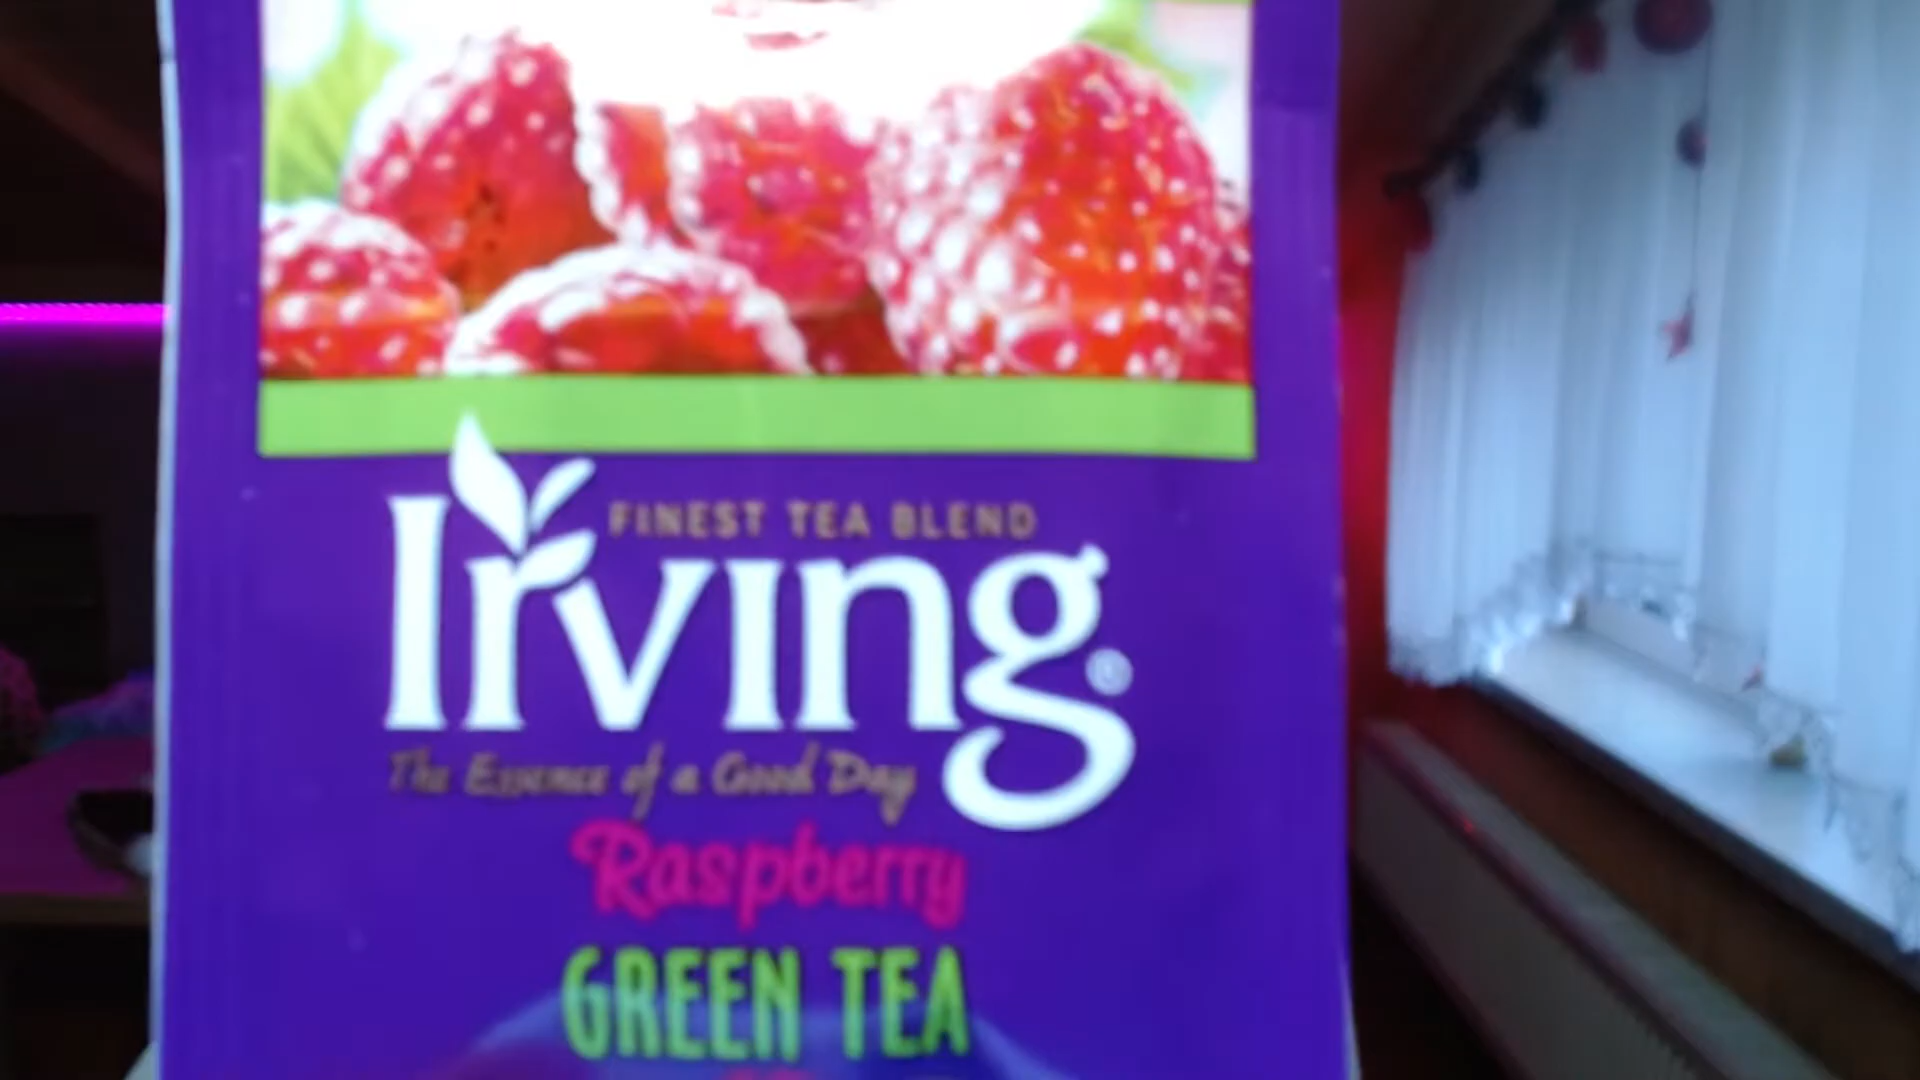 FINEST TEA BLEND
Irving®
The Essence of a Good Day
Raspberry
GREEN TEA